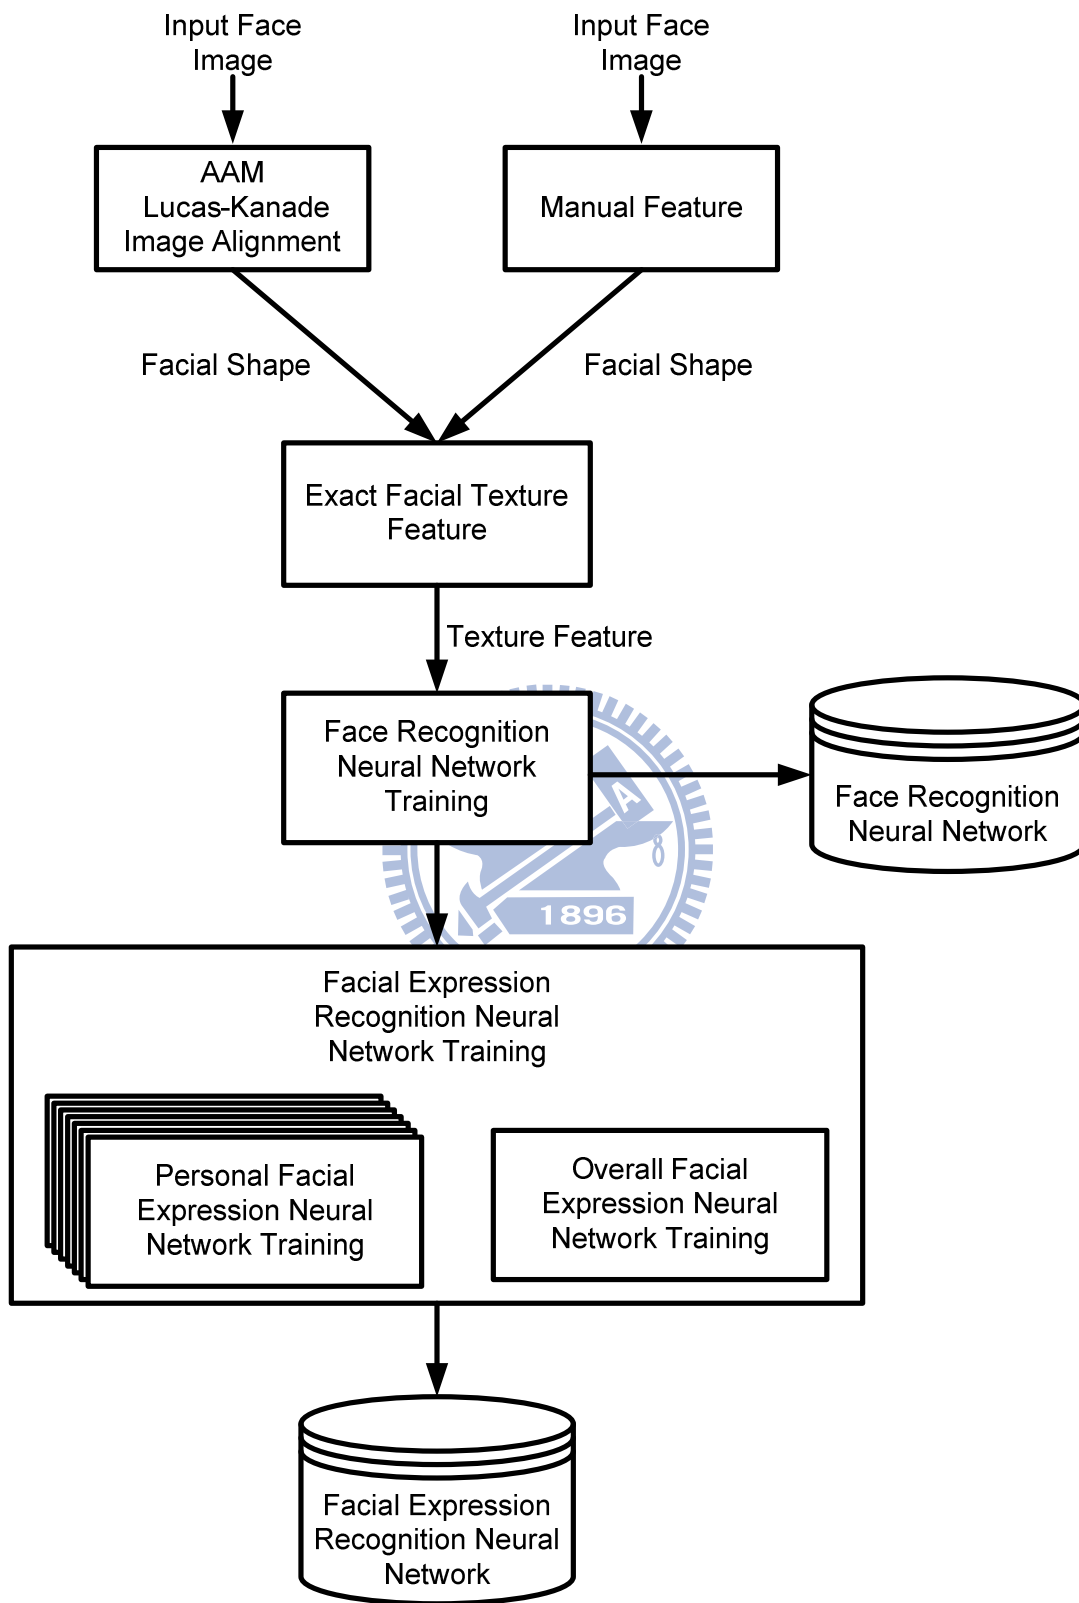 Input Face
Image
Input Face
Image
AAM
Lucas-Kanade
Image Alignment
Manual Feature
Facial Shape
Facial Shape
Exact Facial Texture
Feature
Texture Feature
Face Recognition
Neural Network
Training
A
Face Recognition
Neural Network
1896
Facial Expression
Recognition Neural
Network Training
Personal Facial
Expression Neural
Network Training
Overall Facial
Expression Neural
Network Training
Facial Expression
Recognition Neural
Network